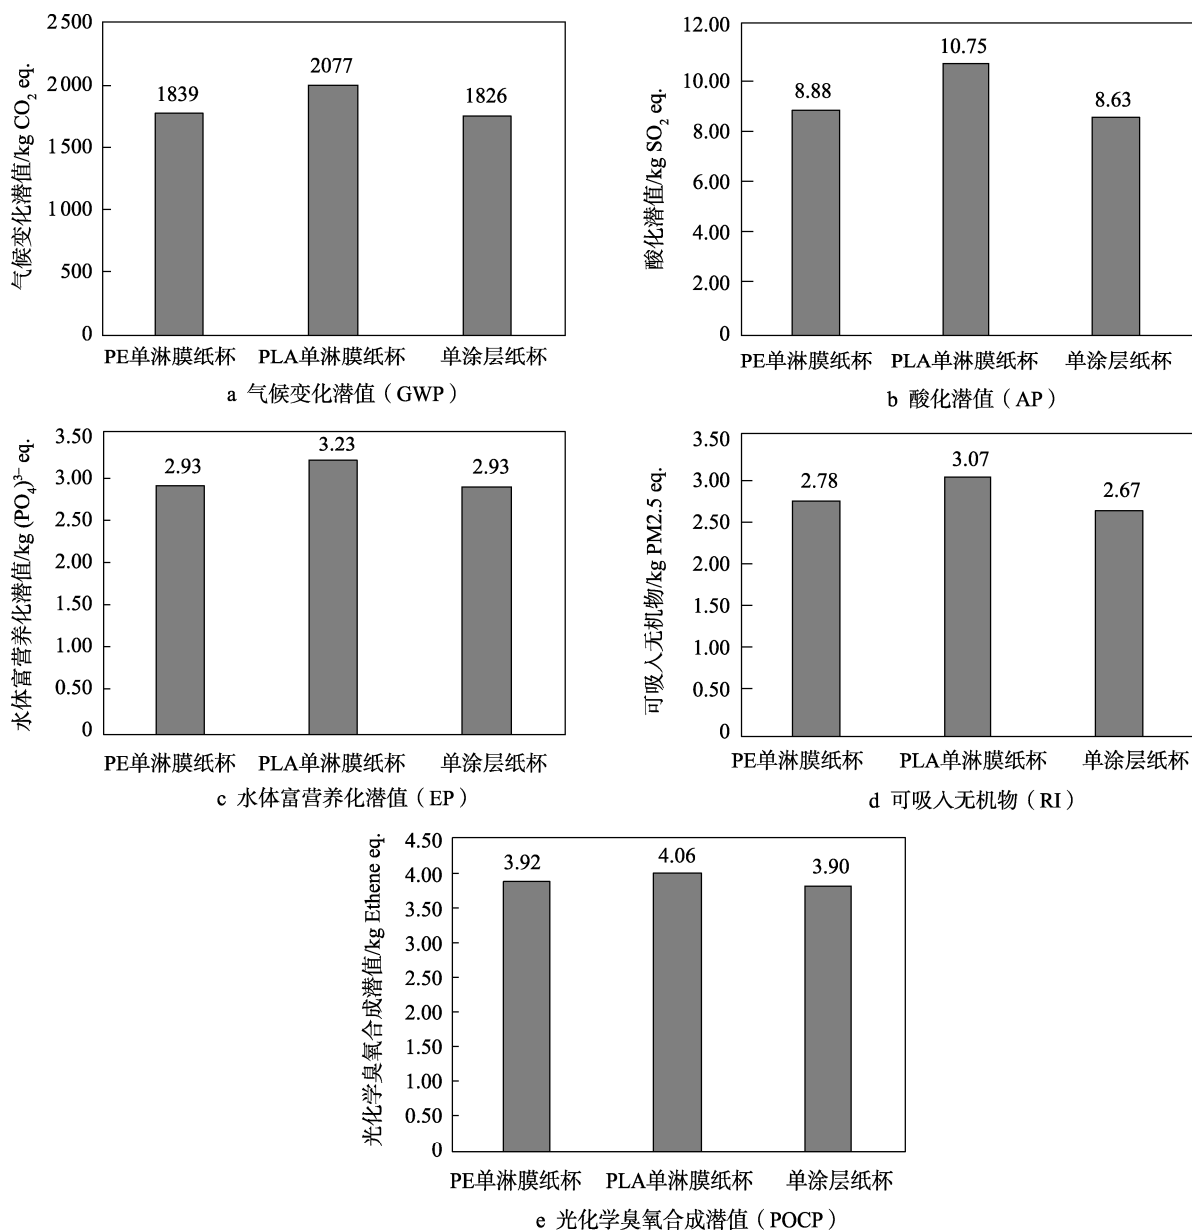 气候变化潜值/kg CO₂ eq.
2 500
2000
1500
1 000
500
0
1839
2077
1826
PE单淋膜纸杯
PLA单淋膜纸杯
单涂层纸杯
a 气候变化潜值（GWP）
酸化潜值/kg SO₂ eq.
12.00
10.00
8.00
6.00
4.00
2.00
0
8.88
10.75
8.63
PE单淋膜纸杯
PLA单淋膜纸杯
单涂层纸杯
b 酸化潜值（AP）
水体富营养化潜值/kg (PO₄)³⁻ eq.
3.50
3.00
2.50
2.00
1.50
1.00
0.50
0
2.93
3.23
2.93
PE单淋膜纸杯
PLA单淋膜纸杯
单涂层纸杯
c 水体富营养化潜值（EP）
可吸入无机物/kg PM2.5 eq.
3.50
3.00
2.50
2.00
1.50
1.00
0.50
0
2.78
3.07
2.67
PE单淋膜纸杯
PLA单淋膜纸杯
单涂层纸杯
d 可吸入无机物（RI）
光化学臭氧合成潜值/kg Ethene eq.
4.50
4.00
3.50
3.00
2.50
2.00
1.50
1.00
0.50
0
3.92
4.06
3.90
PE单淋膜纸杯
PLA单淋膜纸杯
单涂层纸杯
e 光化学臭氧合成潜值（POCP）